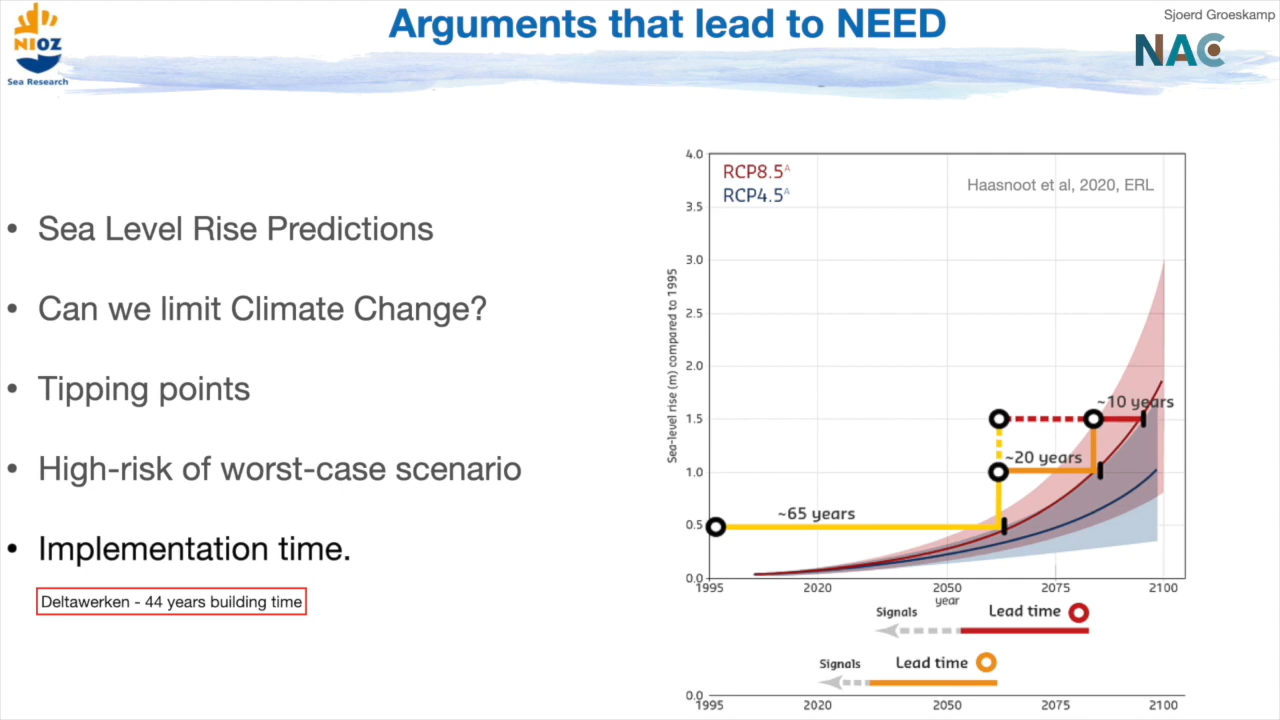 Arguments that lead to NEED
Sjoerd Groeskamp
NIOZ
Sea Research
NAC
• Sea Level Rise Predictions
• Can we limit Climate Change?
• Tipping points
• High-risk of worst-case scenario
• Implementation time.
Deltawerken - 44 years building time
RCP8.5ᴬ
RCP4.5ᴬ
Haasnoot et al, 2020, ERL
Sea-level rise (m) compared to 1995
4.0
3.5
3.0
2.5
2.0
1.5
1.0
0.5
0.0
~10 years
~20 years
~65 years
1995 2020 2050 2075 2100
year
Signals Lead time
Signals Lead time
0.0
1995 2020 2050 2075 2100